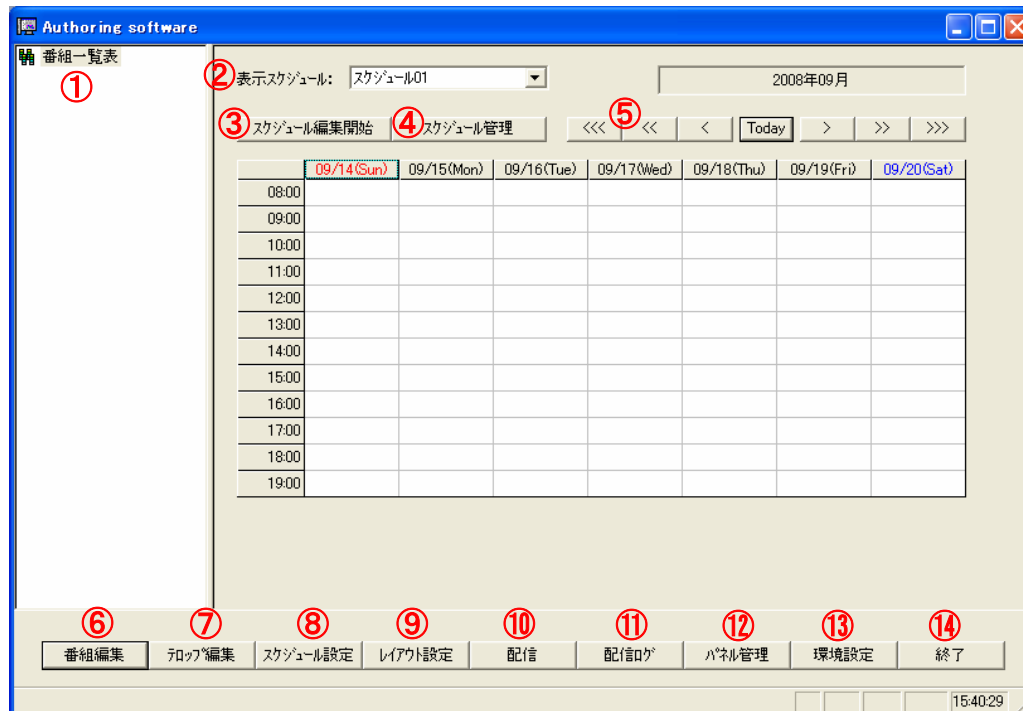 Authoring software
番組一覧表
①
② 表示スケジュール: スケジュール01 2008年09月
③ スケジュール編集開始 ④ スケジュール管理 <<< ⑤ << < Today > >> >>>
09/14(Sun) 09/15(Mon) 09/16(Tue) 09/17(Wed) 09/18(Thu) 09/19(Fri) 09/20(Sat)
08:00
09:00
10:00
11:00
12:00
13:00
14:00
15:00
16:00
17:00
18:00
19:00
⑥ ⑦ ⑧ ⑨ ⑩ ⑪ ⑫ ⑬ ⑭
番組編集 テロップ編集 スケジュール設定 レイアウト設定 配信 配信ログ パネル管理 環境設定 終了
15:40:29